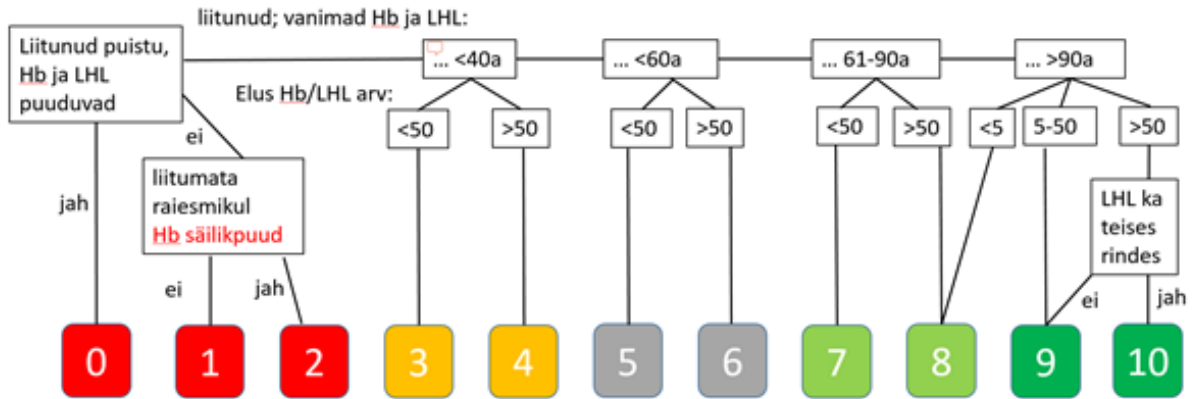 liitunud; vanimad Hb ja LHL:
Liitunud puistu,
Hb ja LHL
puuduvad
... <40a
... <60a
... 61-90a
... >90a
Elus Hb/LHL arv:
<50
>50
<50
>50
<50
>50
<5
5-50
>50
ei
jah
liitumata
raiesmikul
Hb säilikpuud
LHL ka
teises
rindes
ei
jah
ei
jah
0
1
2
3
4
5
6
7
8
9
10